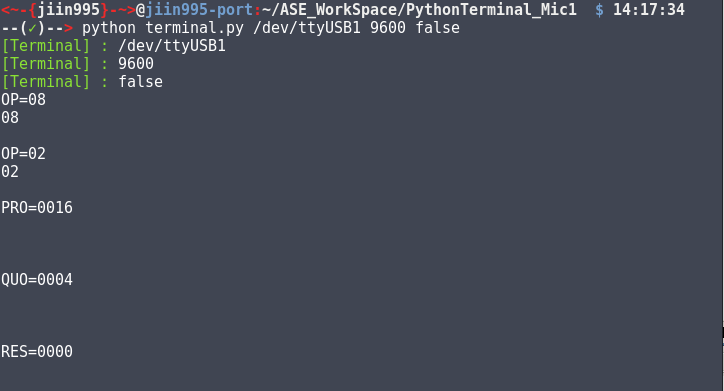 <~-{jiin995}-~>@jiin995-port:~/ASE_WorkSpace/PythonTerminal_Mic1  $ 14:17:34
--(✓)--> python terminal.py /dev/ttyUSB1 9600 false
[Terminal] : /dev/ttyUSB1
[Terminal] : 9600
[Terminal] : false
OP=08
08
OP=02
02
PRO=0016
QUO=0004
RES=0000